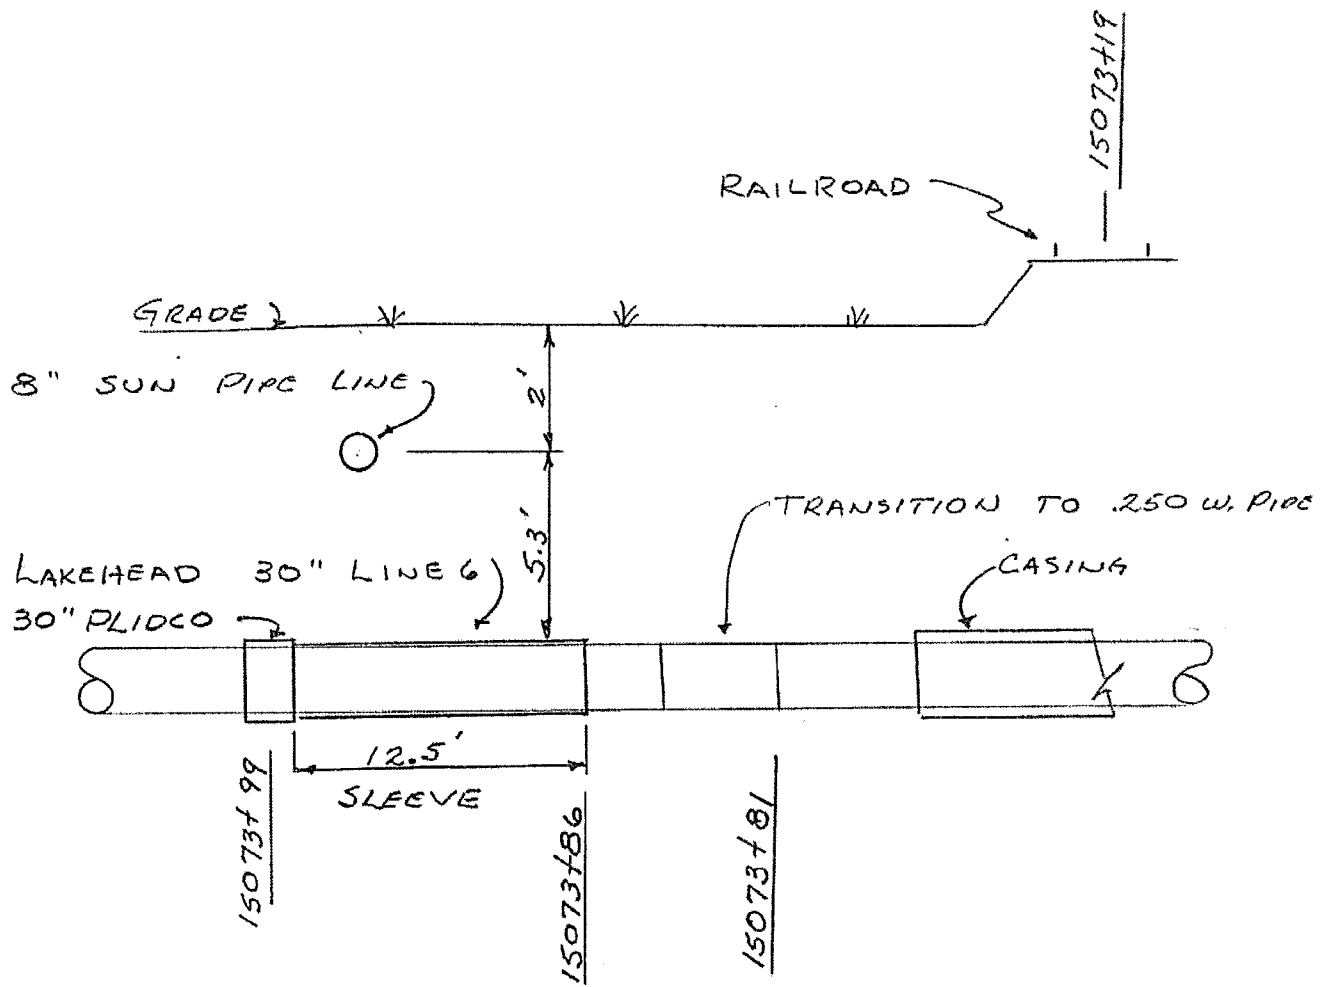 15073+19
RAILROAD
GRADE
8" SUN PIPE LINE
2'
5.3'
TRANSITION TO .250 W. PIPE
CASING
LAKEHEAD 30" LINE 6
30" PLIDCO
12.5'
SLEEVE
15073+99
15073+86
15073+81